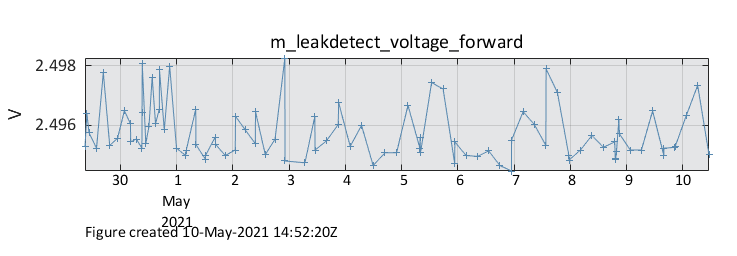 m_leakdetect_voltage_forward
2.498
2.496
V
30 1 2 3 4 5 6 7 8 9 10
May
2021
Figure created 10-May-2021 14:52:20Z